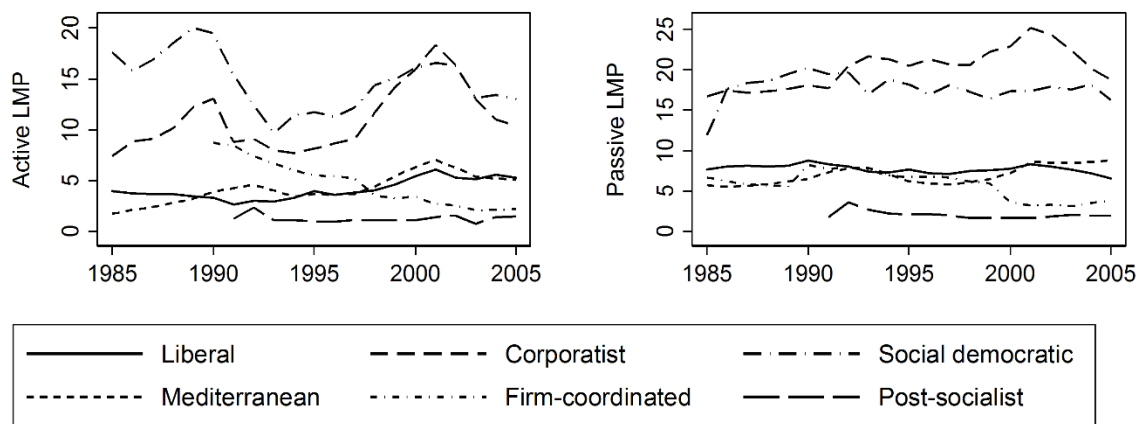 Active LMP
20
15
10
5
0
1985 1990 1995 2000 2005
Passive LMP
25
20
15
10
5
0
1985 1990 1995 2000 2005
Liberal Corporatist Social democratic
Mediterranean Firm-coordinated Post-socialist